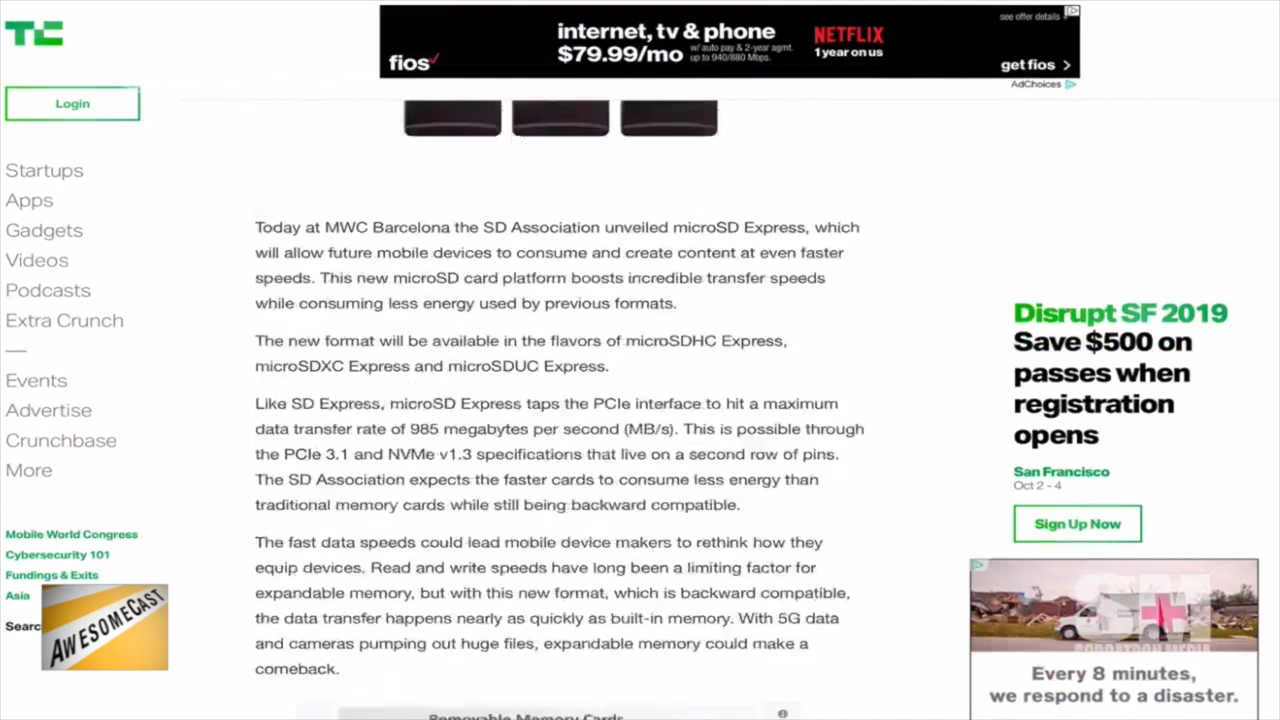 TC
internet, tv & phone
$79.99/mo w/ auto pay & 2-year agmt. up to 940/880 Mbps.
fios
NETFLIX
1 year on us
see offer details
get fios >
AdChoices
Login
Startups
Apps
Gadgets
Videos
Podcasts
Extra Crunch
—
Events
Advertise
Crunchbase
More
Mobile World Congress
Cybersecurity 101
Fundings & Exits
Asia
Searc
AWESOMECAST
Today at MWC Barcelona the SD Association unveiled microSD Express, which
will allow future mobile devices to consume and create content at even faster
speeds. This new microSD card platform boosts incredible transfer speeds
while consuming less energy used by previous formats.
The new format will be available in the flavors of microSDHC Express,
microSDXC Express and microSDUC Express.
Like SD Express, microSD Express taps the PCIe interface to hit a maximum
data transfer rate of 985 megabytes per second (MB/s). This is possible through
the PCIe 3.1 and NVMe v1.3 specifications that live on a second row of pins.
The SD Association expects the faster cards to consume less energy than
traditional memory cards while still being backward compatible.
The fast data speeds could lead mobile device makers to rethink how they
equip devices. Read and write speeds have long been a limiting factor for
expandable memory, but with this new format, which is backward compatible,
the data transfer happens nearly as quickly as built-in memory. With 5G data
and cameras pumping out huge files, expandable memory could make a
comeback.
Removable Memory Cards
Disrupt SF 2019
Save $500 on
passes when
registration
opens
San Francisco
Oct 2 - 4
Sign Up Now
SM
SORGATRON MEDIA
Every 8 minutes,
we respond to a disaster.